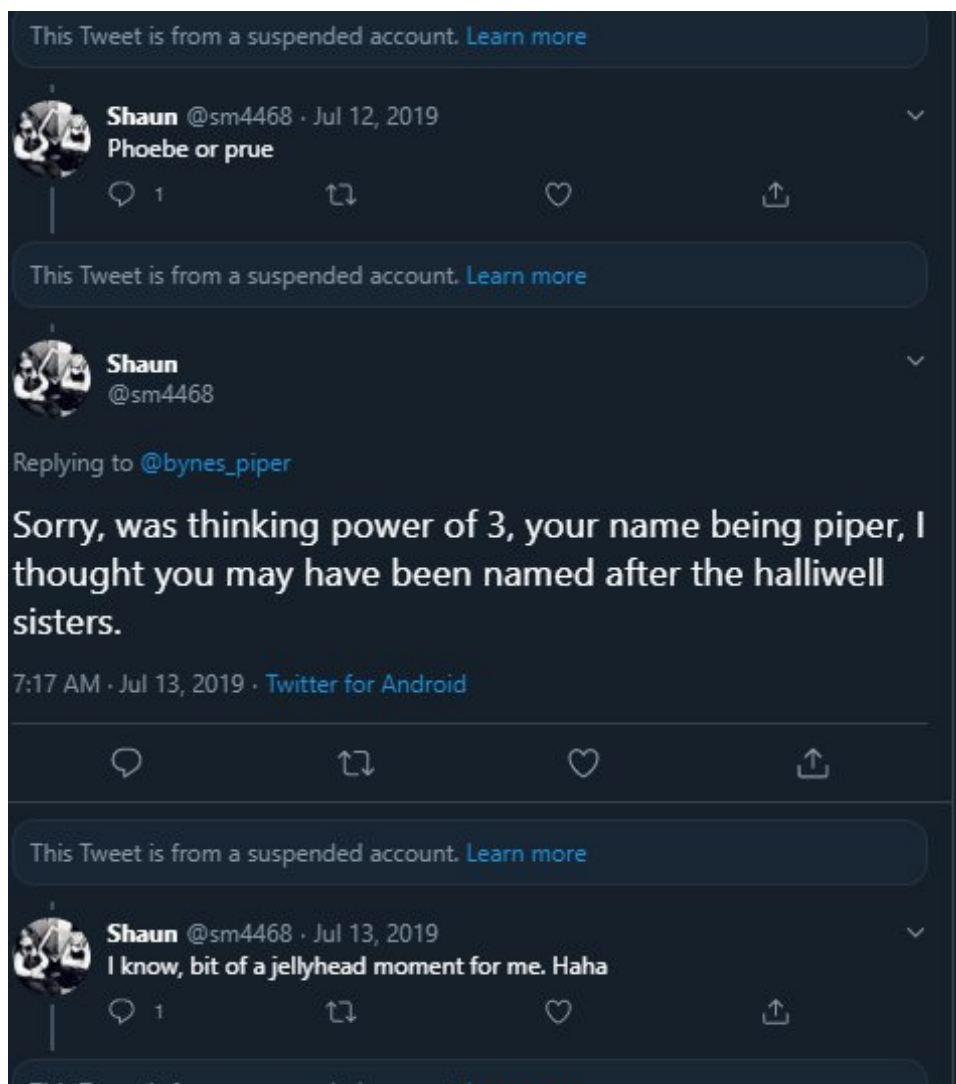 This Tweet is from a suspended account. Learn more
Shaun @sm4468 · Jul 12, 2019
Phoebe or prue
1
This Tweet is from a suspended account. Learn more
Shaun
@sm4468
Replying to @bynes_piper
Sorry, was thinking power of 3, your name being piper, I
thought you may have been named after the halliwell
sisters.
7:17 AM · Jul 13, 2019 · Twitter for Android
This Tweet is from a suspended account. Learn more
Shaun @sm4468 · Jul 13, 2019
I know, bit of a jellyhead moment for me. Haha
1